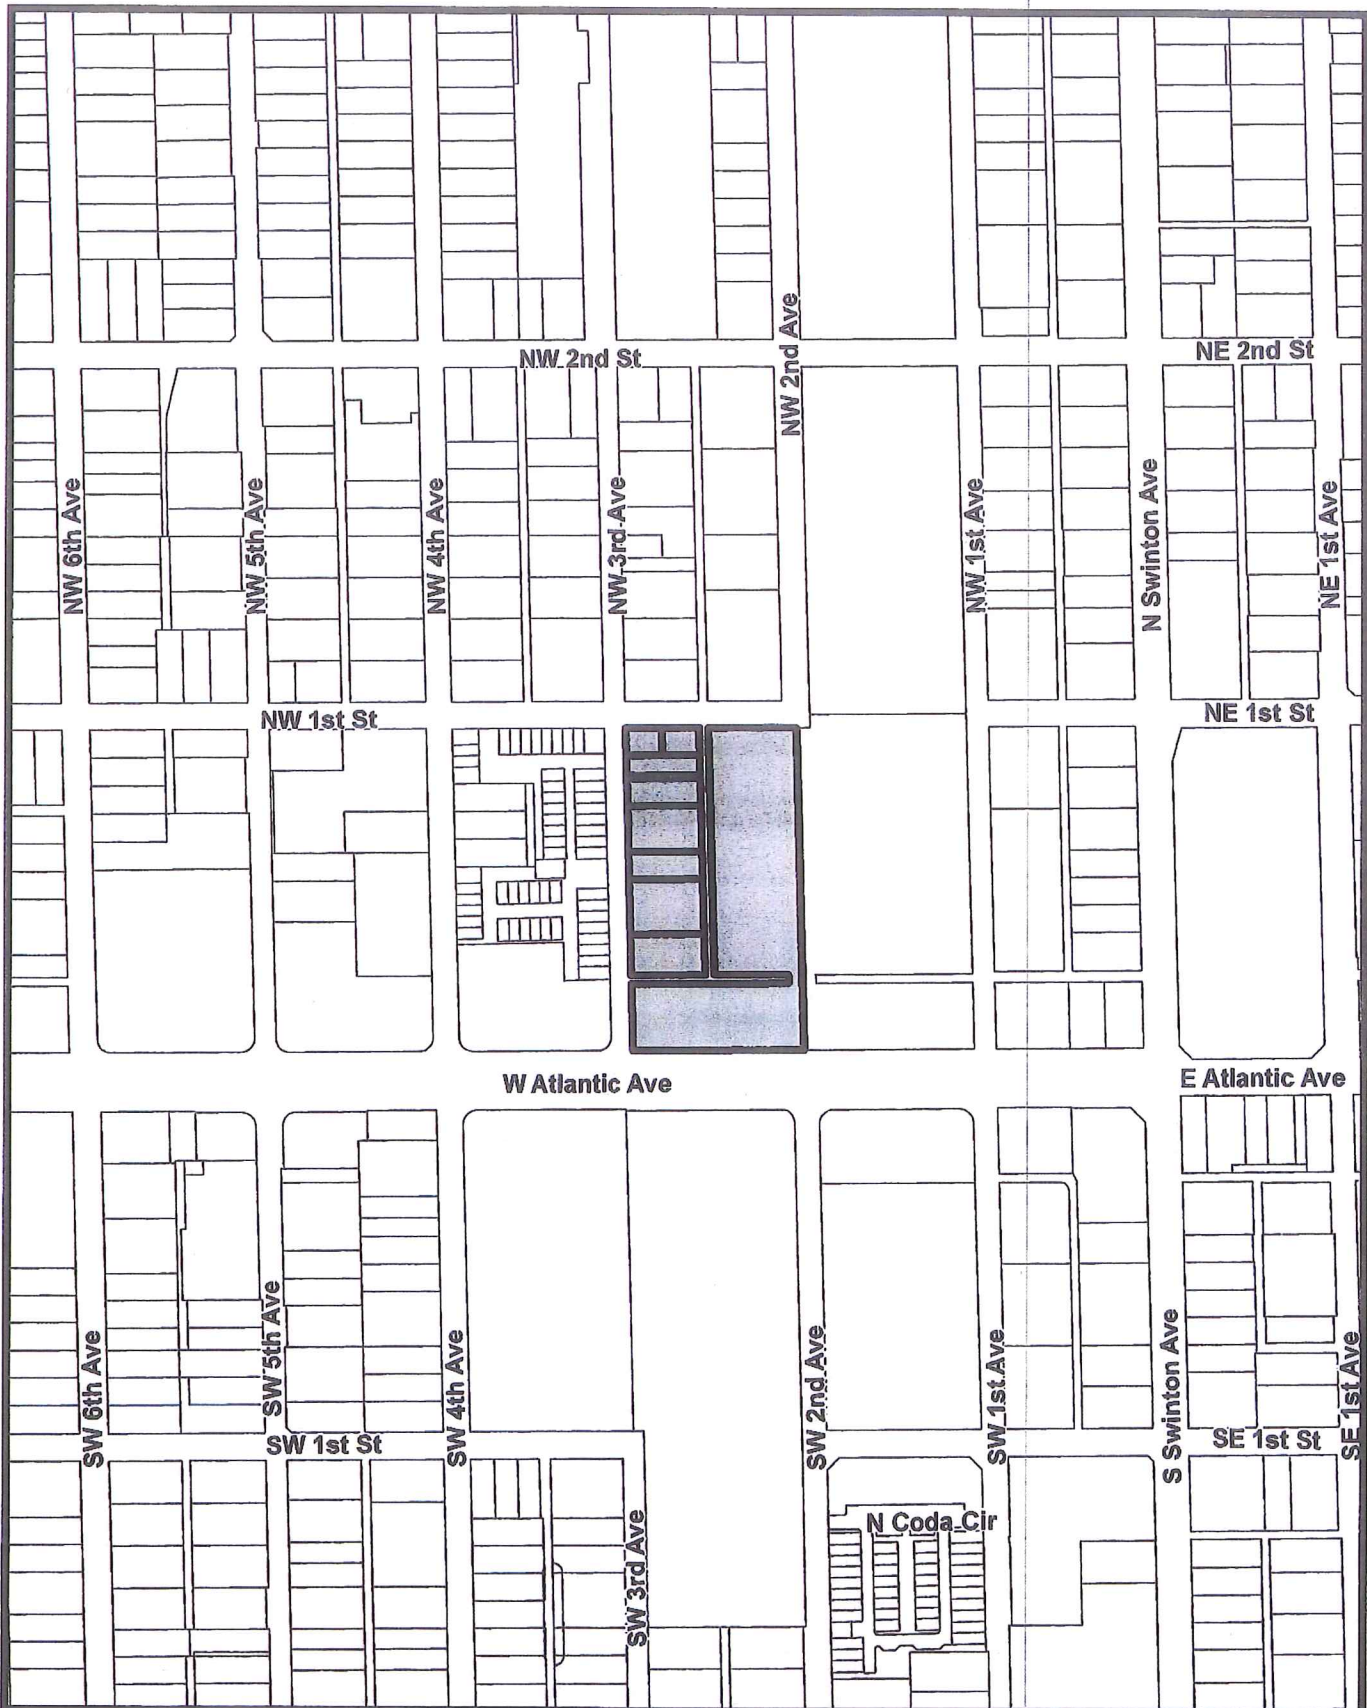 NW 2nd St
NE 2nd St
NW 2nd Ave
NW 6th Ave
NW 5th Ave
NW 4th Ave
NW 3rd Ave
NW 1st Ave
N Swinton Ave
NE 1st Ave
NW 1st St
NE 1st St
W Atlantic Ave
E Atlantic Ave
SW 6th Ave
SW 5th Ave
SW 4th Ave
SW 2nd Ave
SW 1st Ave
S Swinton Ave
SE 1st Ave
SW 1st St
SE 1st St
SW 3rd Ave
N Coda Cir